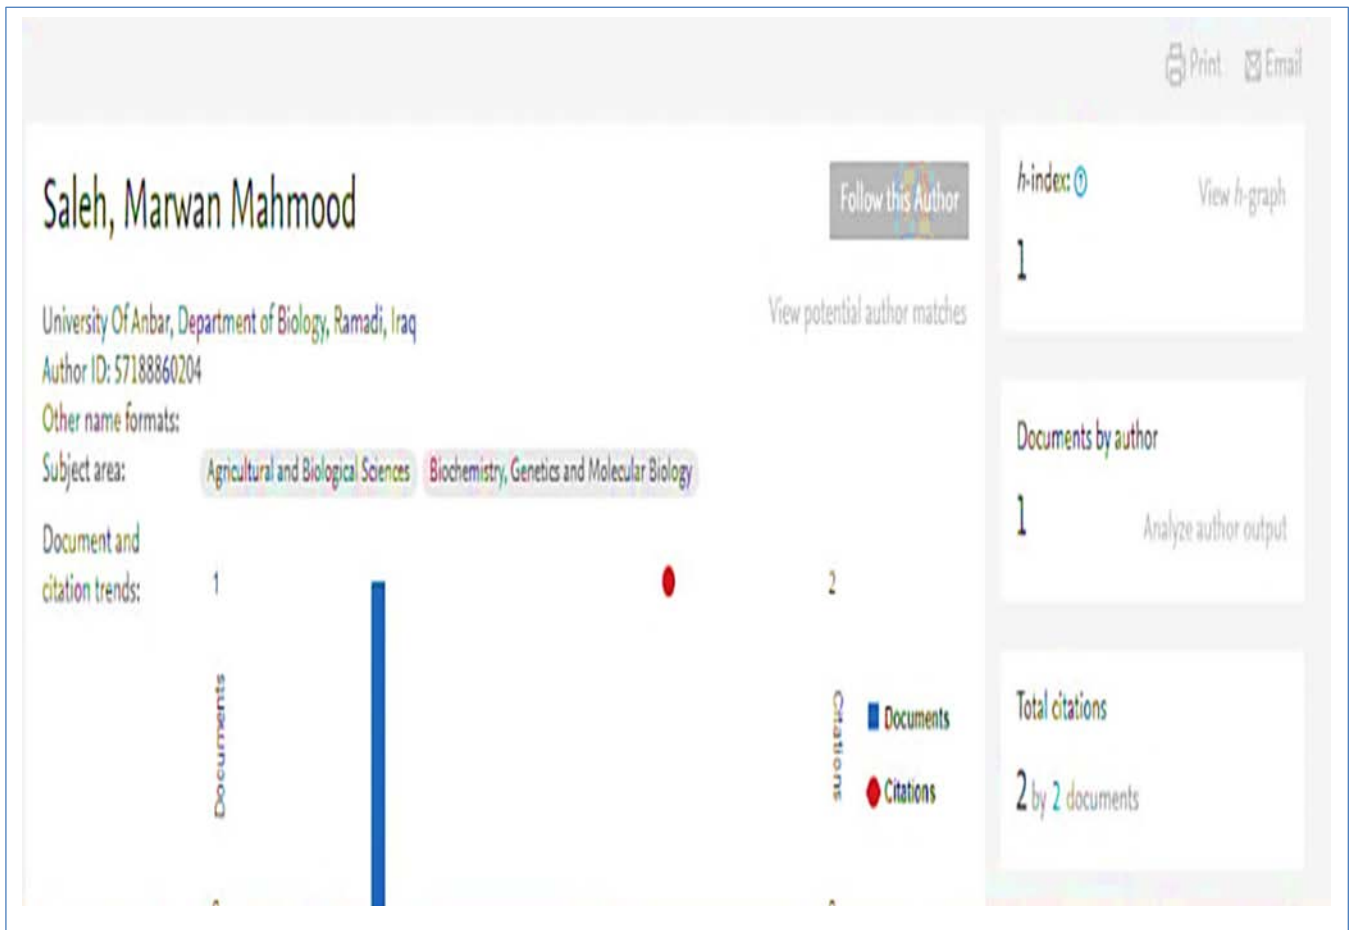 Print Email
Saleh, Marwan Mahmood
Follow this Author
University Of Anbar, Department of Biology, Ramadi, Iraq
View potential author matches
Author ID: 57188860204
Other name formats:
Subject area: Agricultural and Biological Sciences Biochemistry, Genetics and Molecular Biology
Document and
citation trends:
1
2
Documents
Citations
Documents
Citations
h-index:
View h-graph
1
Documents by author
1
Analyze author output
Total citations
2 by 2 documents